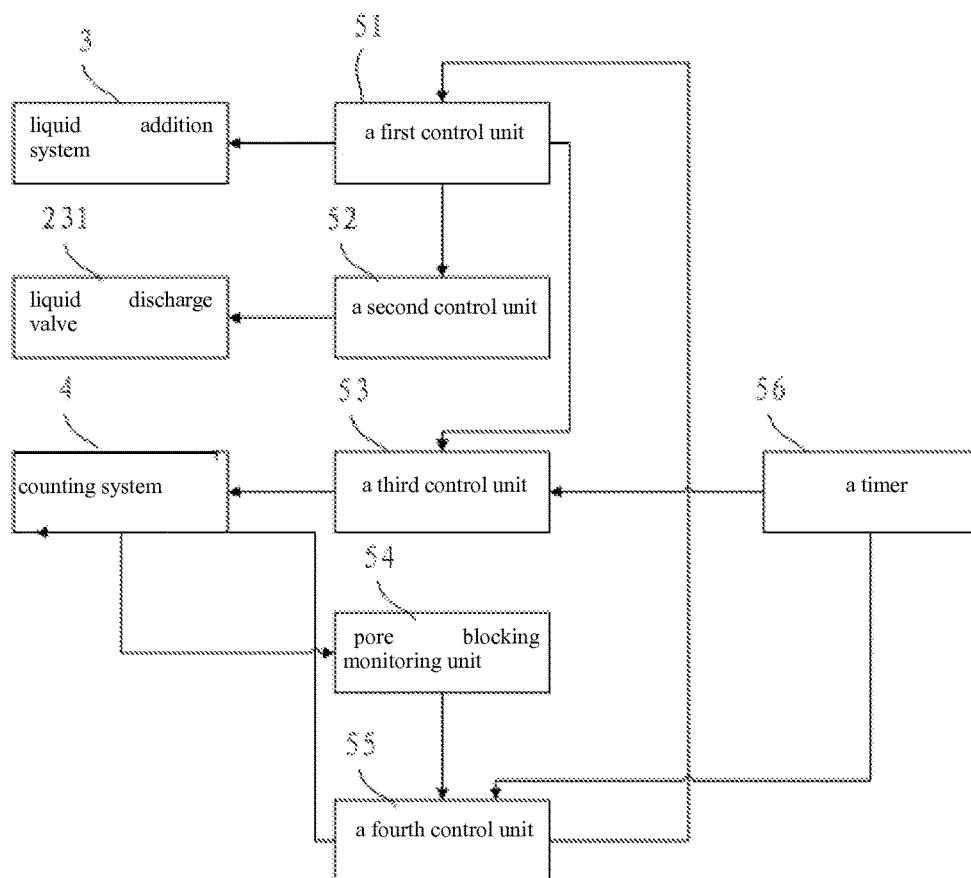 3
51
liquid addition
system
a first control unit
231
52
liquid discharge
valve
a second control unit
4
53
56
counting system
a third control unit
a timer
54
pore blocking
monitoring unit
55
a fourth control unit